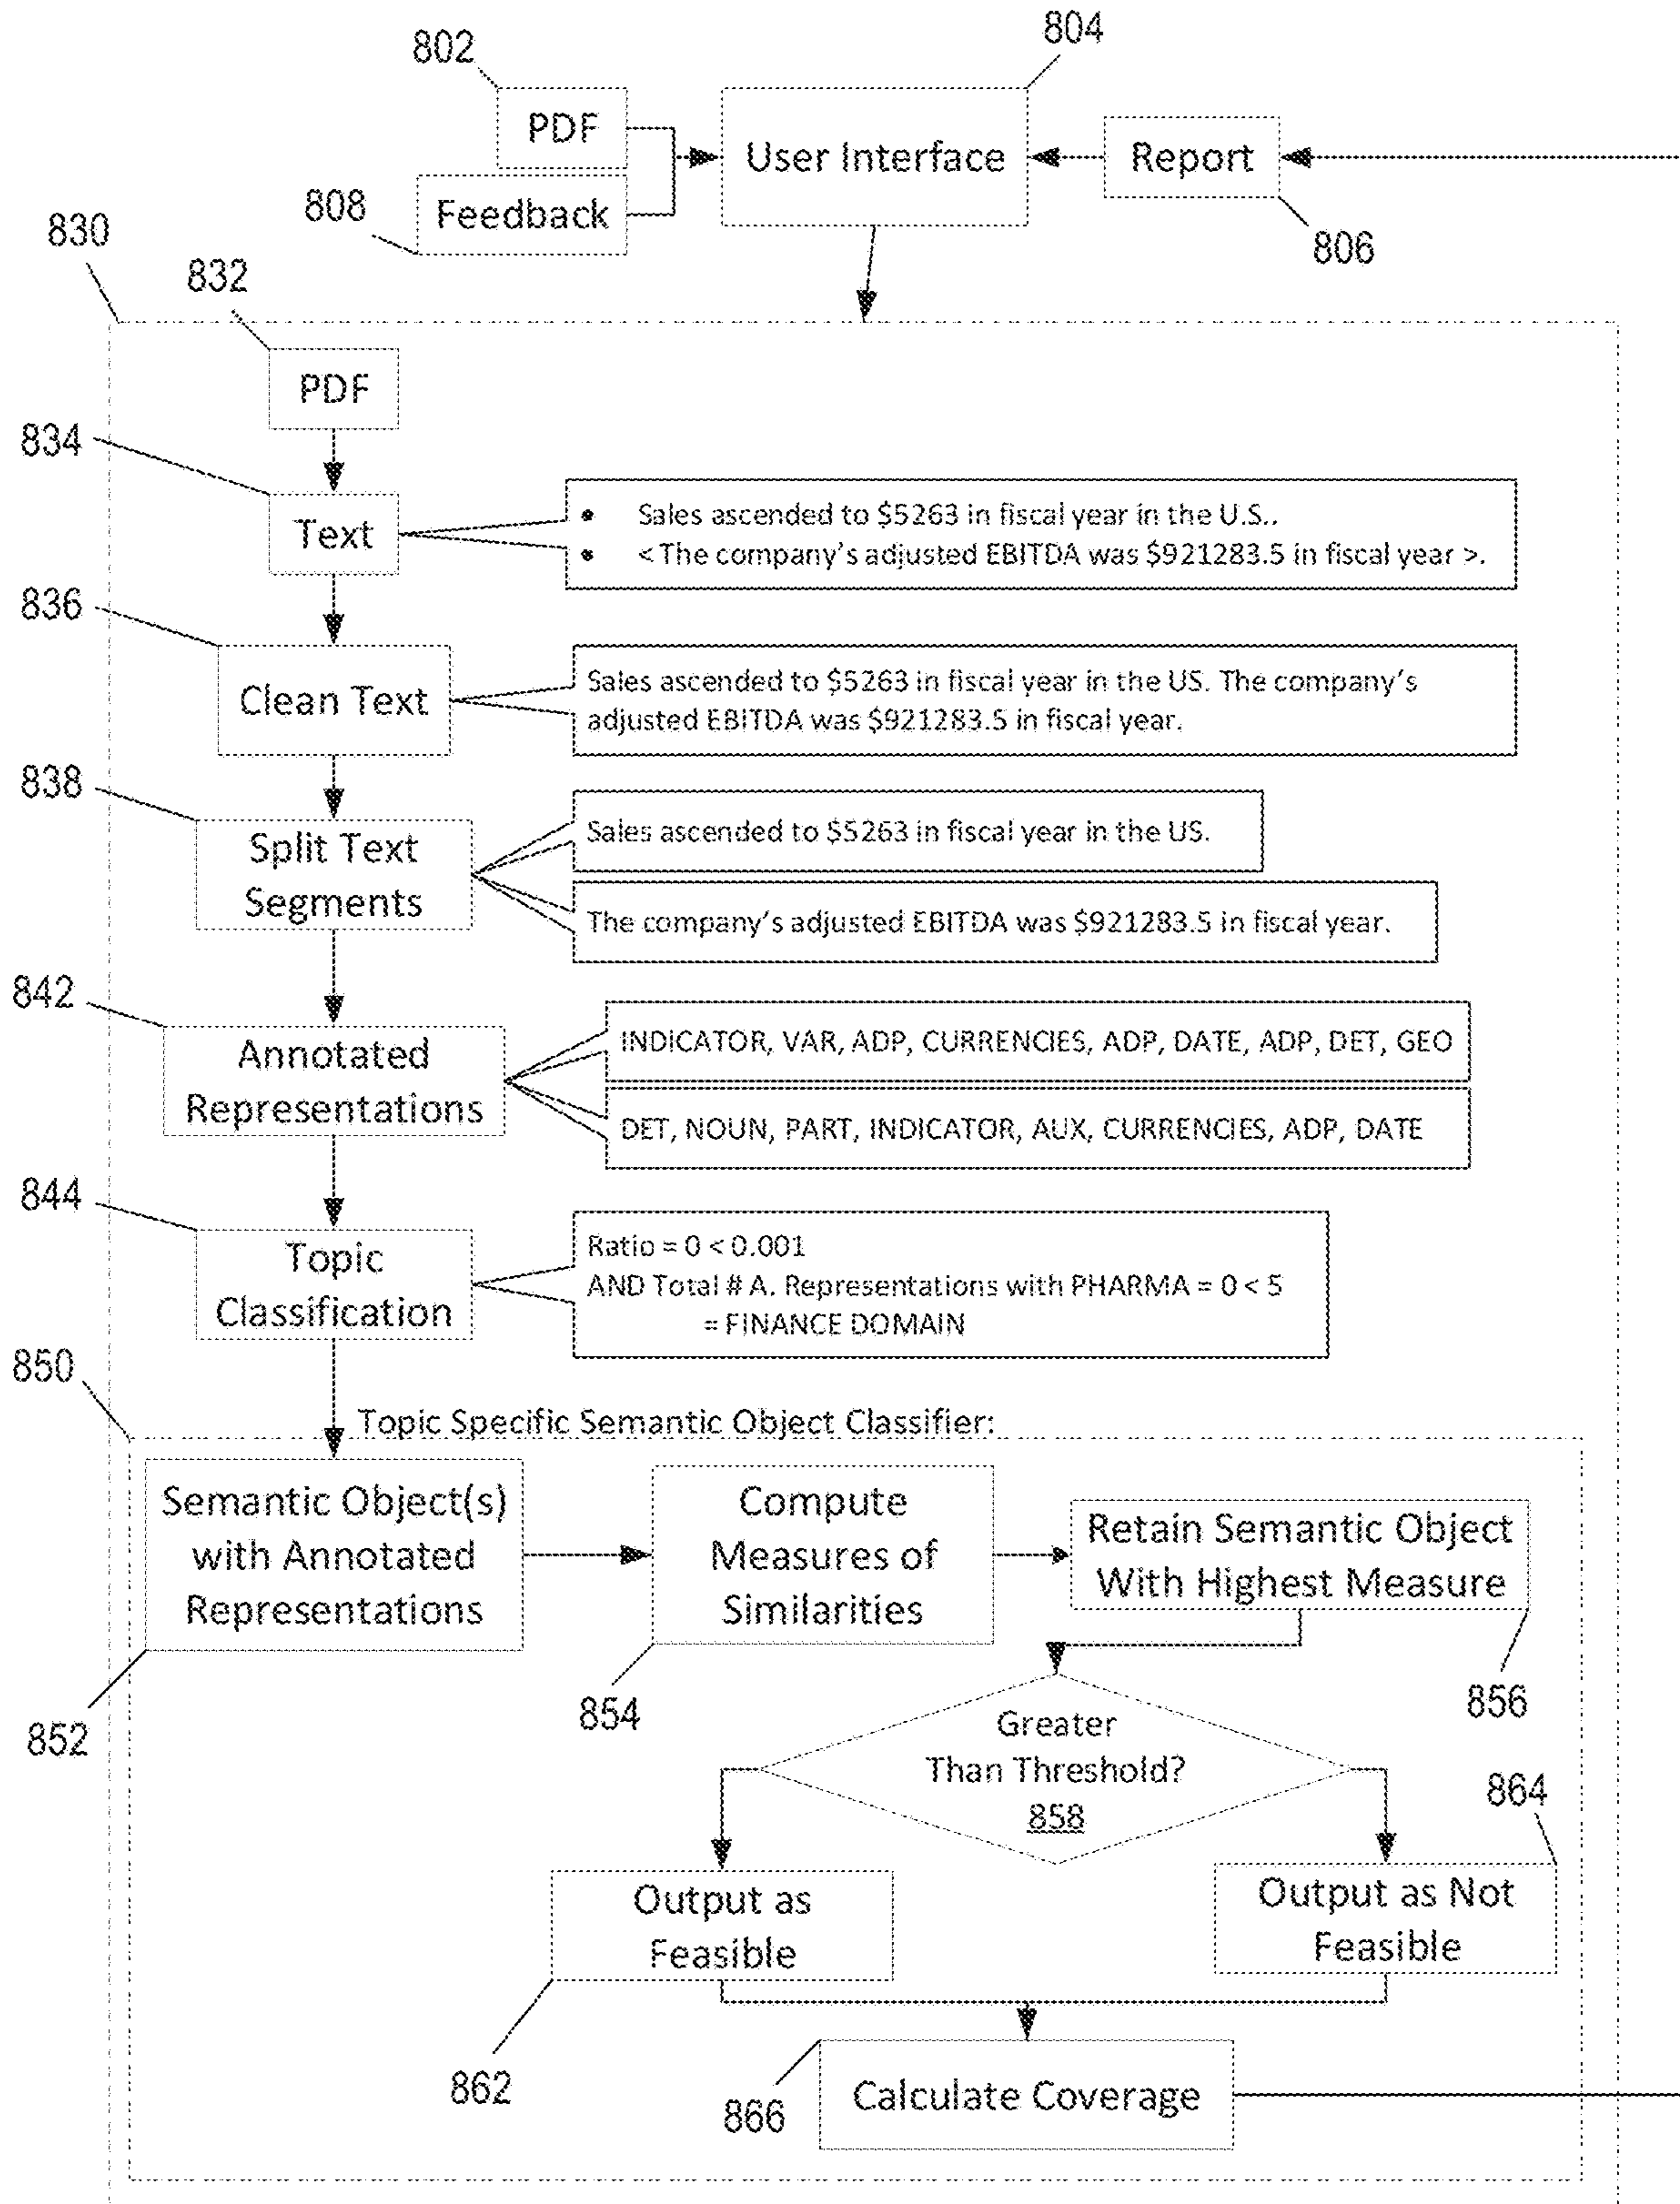 802
804
PDF
User Interface
Report
808
Feedback
806
830
832
PDF
834
Text
• Sales ascended to $5263 in fiscal year in the U.S..
• < The company's adjusted EBITDA was $921283.5 in fiscal year >.
836
Clean Text
Sales ascended to $5263 in fiscal year in the US. The company's
adjusted EBITDA was $921283.5 in fiscal year.
838
Split Text
Segments
Sales ascended to $5263 in fiscal year in the US.
The company's adjusted EBITDA was $921283.5 in fiscal year.
842
Annotated
Representations
INDICATOR, VAR, ADP, CURRENCIES, ADP, DATE, ADP, DET, GEO
DET, NOUN, PART, INDICATOR, AUX, CURRENCIES, ADP, DATE
844
Topic
Classification
Ratio = 0 < 0.001
AND Total # A. Representations with PHARMA = 0 < 5
= FINANCE DOMAIN
850
Topic Specific Semantic Object Classifier:
Semantic Object(s)
with Annotated
Representations
Compute
Measures of
Similarities
Retain Semantic Object
With Highest Measure
852
854
856
Greater
Than Threshold?
858
864
Output as
Feasible
Output as Not
Feasible
862
866
Calculate Coverage